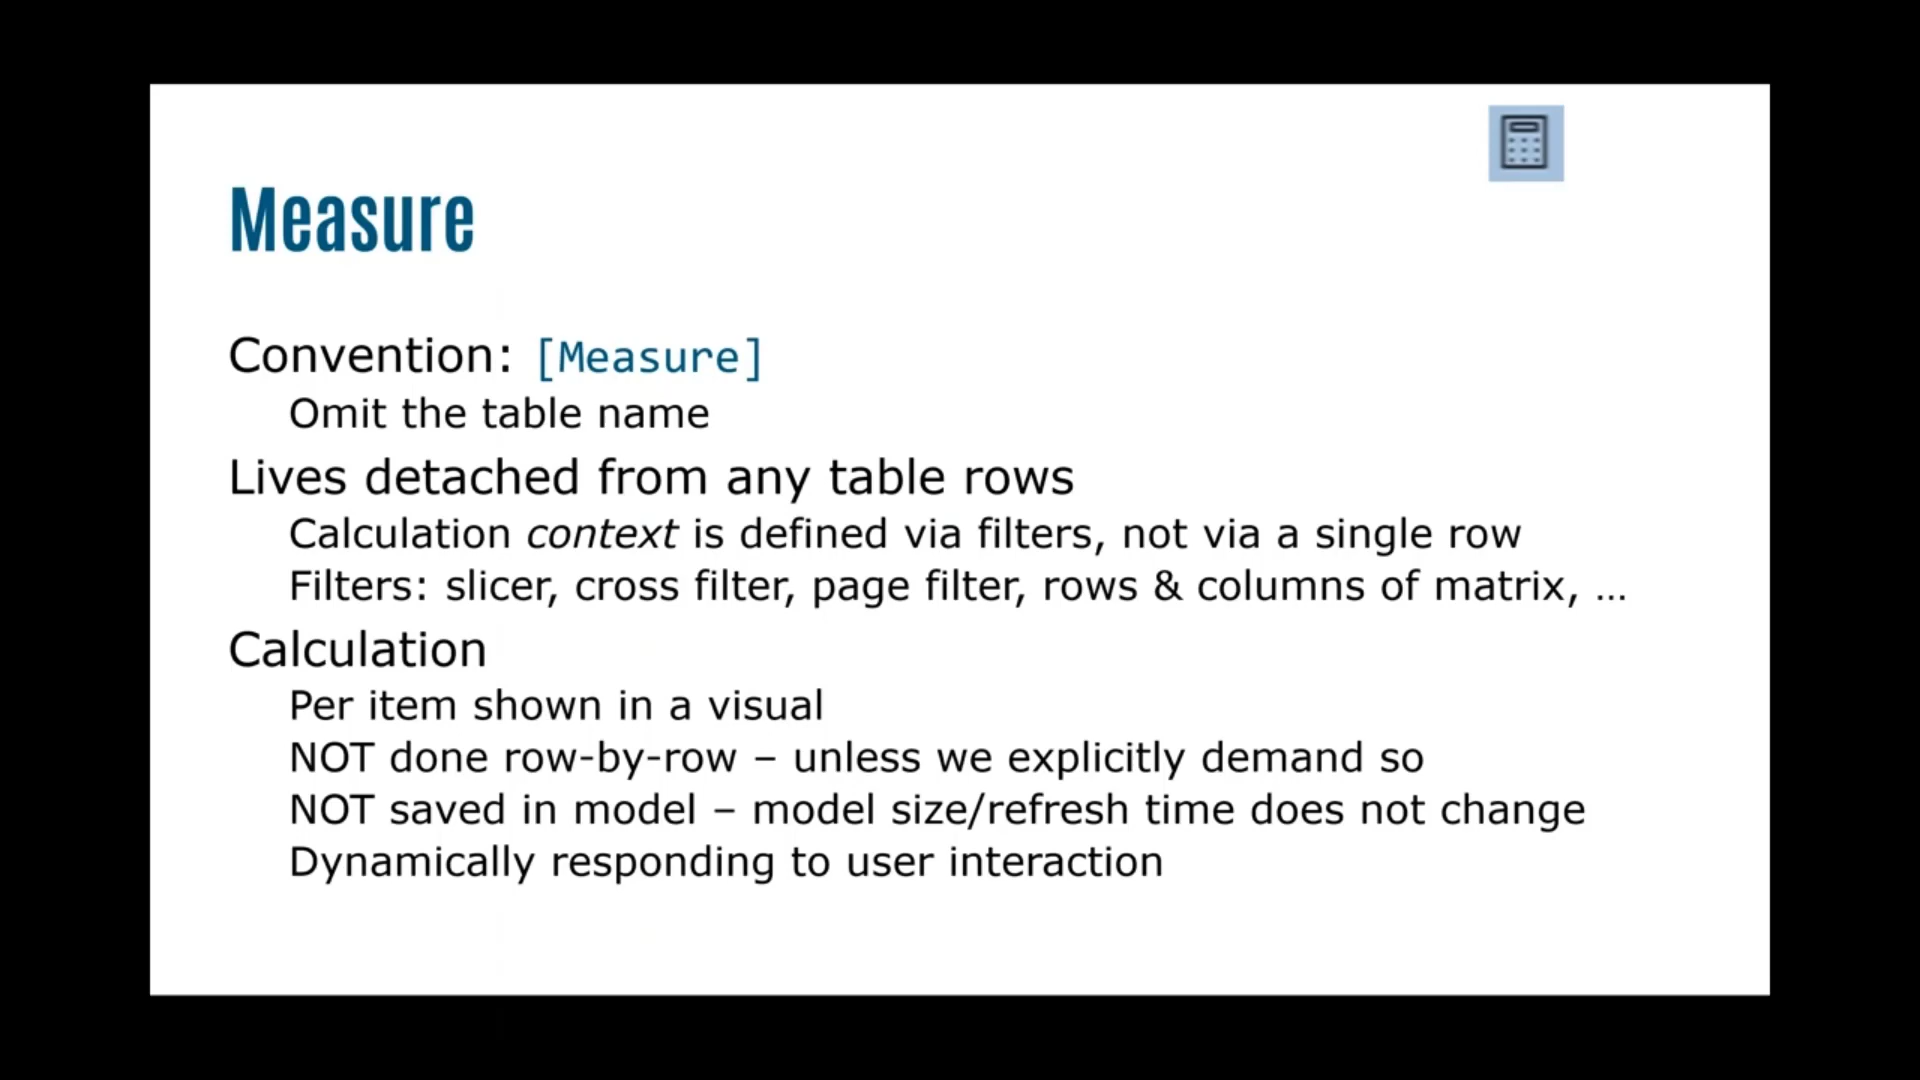 Measure
Convention: [Measure]
Omit the table name
Lives detached from any table rows
Calculation context is defined via filters, not via a single row
Filters: slicer, cross filter, page filter, rows & columns of matrix, …
Calculation
Per item shown in a visual
NOT done row-by-row – unless we explicitly demand so
NOT saved in model – model size/refresh time does not change
Dynamically responding to user interaction